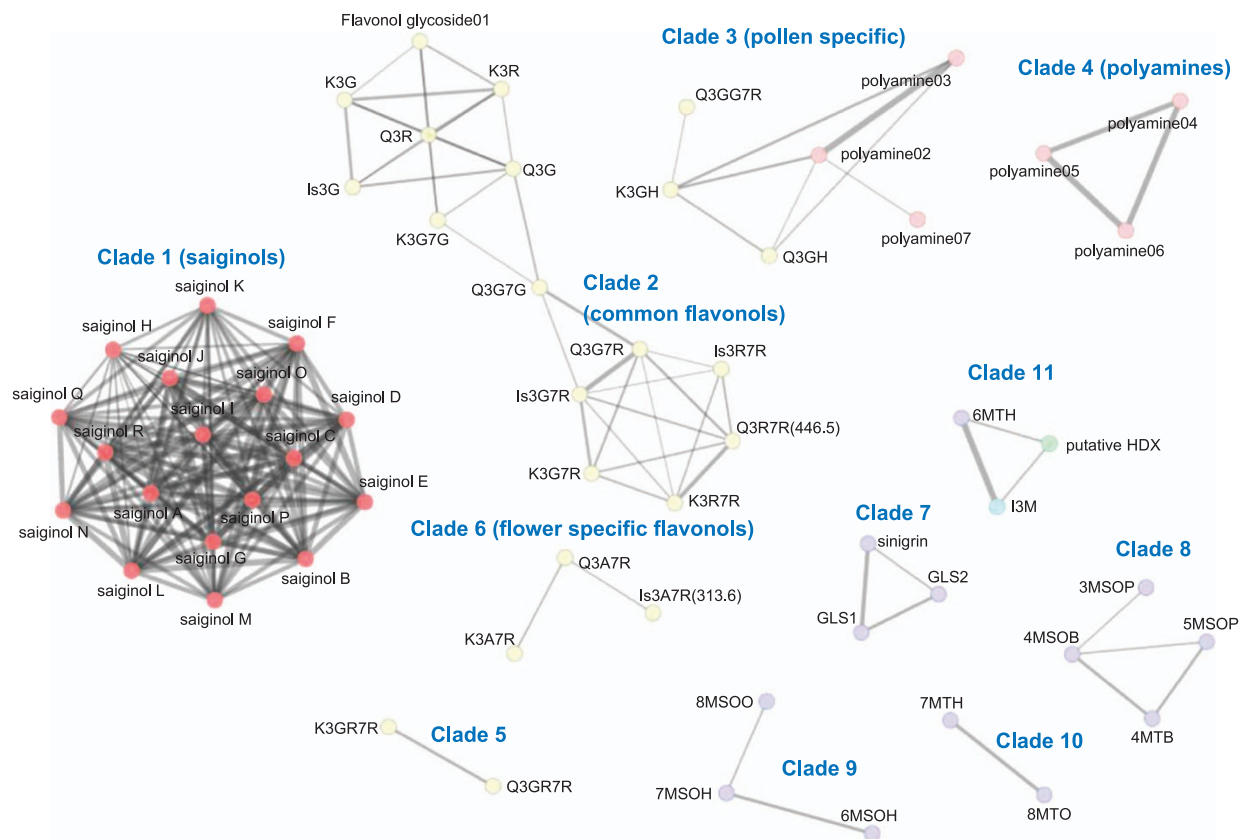 Flavonol glycoside01
K3G
K3R
Q3R
Is3G
Q3G
K3G7G
Q3G7G
Clade 3 (pollen specific)
polyamine03
Q3GG7R
polyamine02
K3GH
polyamine07
Q3GH
Clade 4 (polyamines)
polyamine04
polyamine05
polyamine06
Clade 1 (saiginols)
saiginol K
saiginol H
saiginol F
saiginol J
saiginol O
saiginol Q
saiginol D
saiginol I
saiginol R
saiginol C
saiginol E
saiginol A
saiginol P
saiginol N
saiginol G
saiginol L
saiginol B
saiginol M
Clade 2
(common flavonols)
Q3G7R
Is3R7R
Is3G7R
Q3R7R(446.5)
K3G7R
K3R7R
Clade 11
6MTH
putative HDX
I3M
Clade 6 (flower specific flavonols)
Q3A7R
Is3A7R(313.6)
K3A7R
Clade 7
sinigrin
GLS2
GLS1
Clade 8
3MSOP
5MSOP
4MSOB
4MTB
Clade 5
K3GR7R
Q3GR7R
8MSOO
Clade 9
7MSOH
6MSOH
7MTH
Clade 10
8MTO